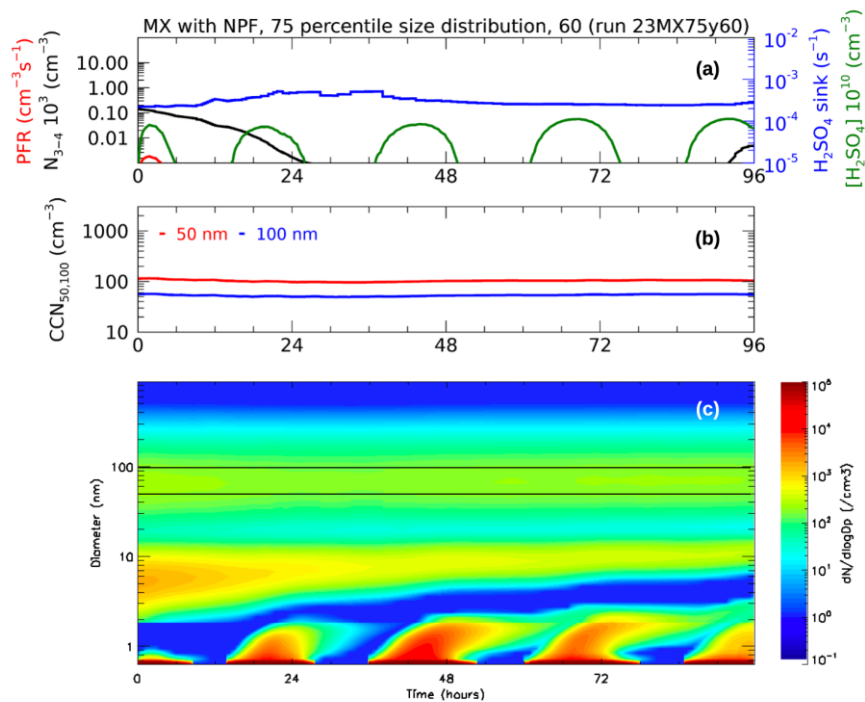 MX with NPF, 75 percentile size distribution, 60 (run 23MX75y60)
PFR (cm⁻³s⁻¹)
N₃₋₄ 10³ (cm⁻³)
10.00
1.00
0.10
0.01
(a)
10⁻²
10⁻³
10⁻⁴
10⁻⁵
H₂SO₄ sink (s⁻¹)
[H₂SO₄] 10¹⁰ (cm⁻³)
0 24 48 72 96
CCN₅₀,₁₀₀ (cm⁻³)
1000
100
10
- 50 nm - 100 nm
(b)
0 24 48 72 96
Diameter (nm)
100
10
1
(c)
0 24 48 72
Time (hours)
10⁵
10⁴
10³
10²
10¹
10⁰
10⁻¹
dN/dlogDp (/cm3)